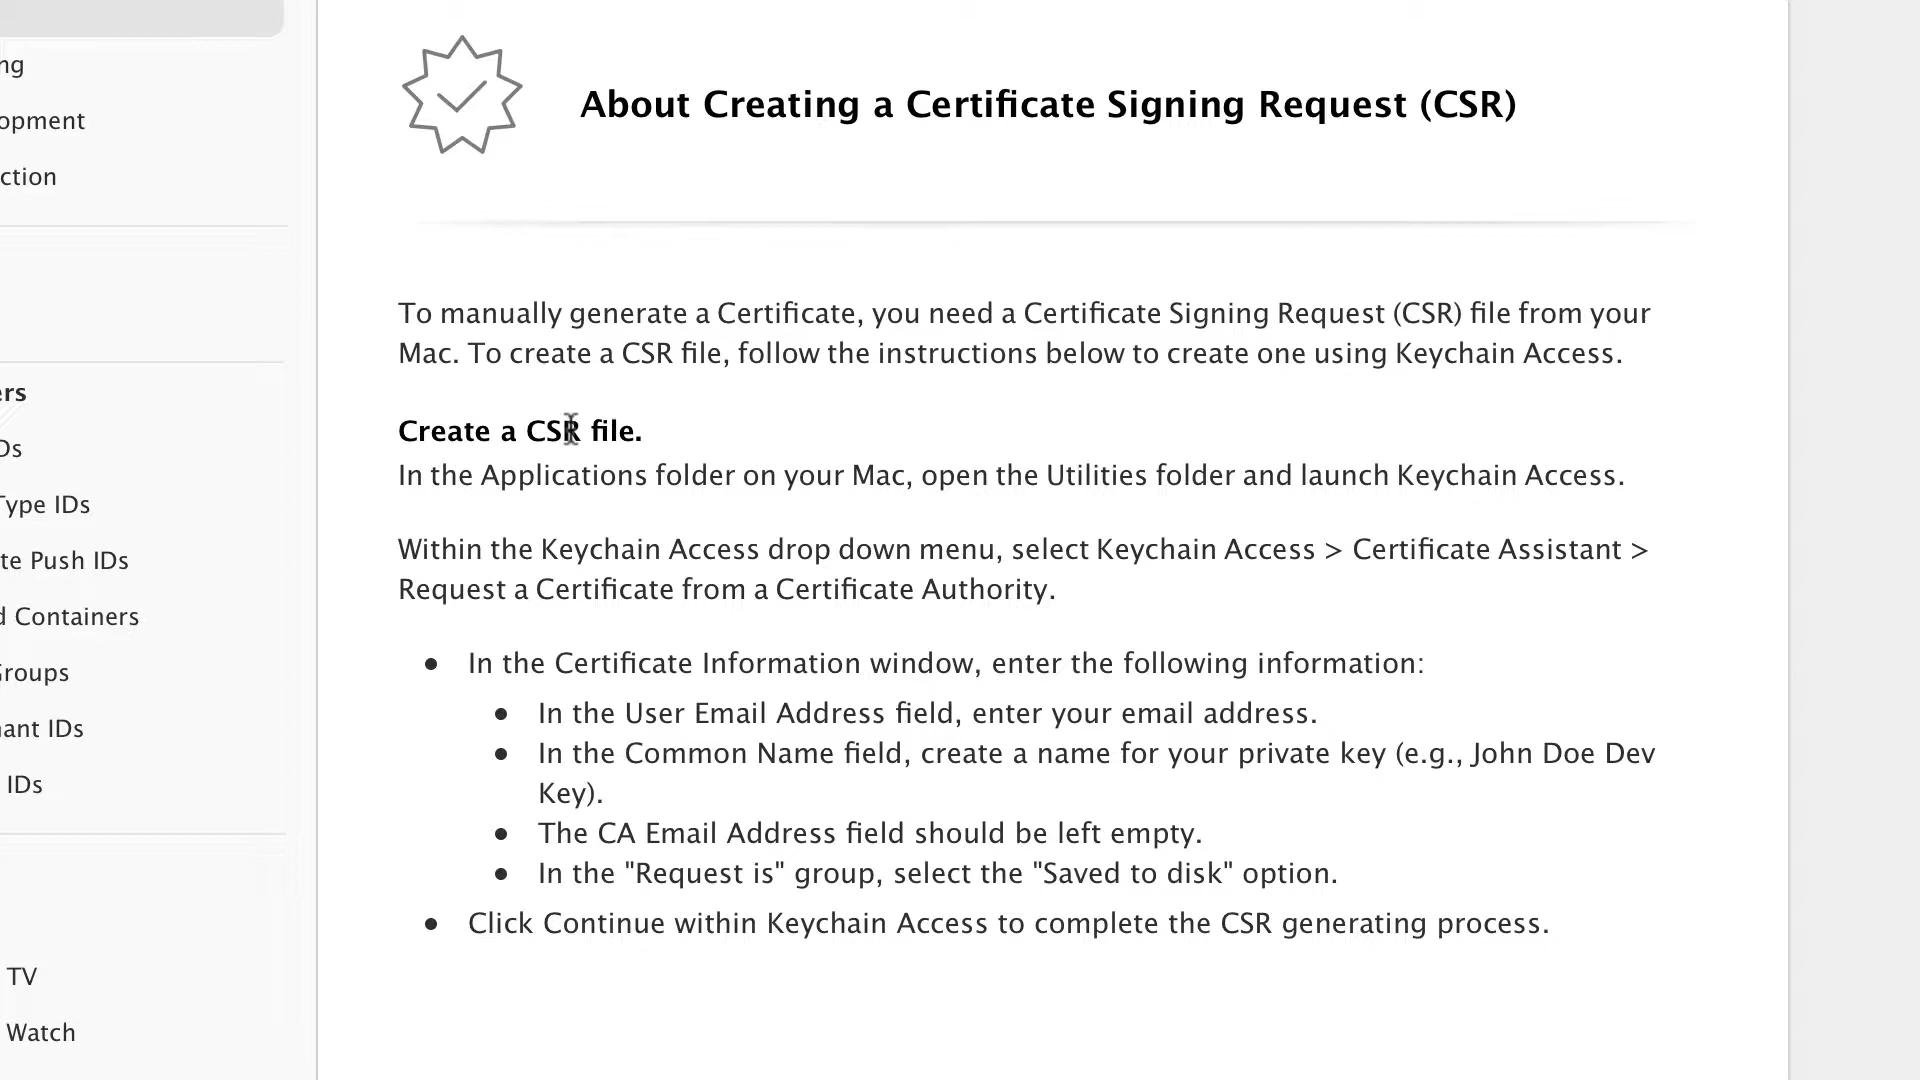 About Creating a Certificate Signing Request (CSR)
To manually generate a Certificate, you need a Certificate Signing Request (CSR) file from your
Mac. To create a CSR file, follow the instructions below to create one using Keychain Access.
Create a CSR file.
In the Applications folder on your Mac, open the Utilities folder and launch Keychain Access.
Within the Keychain Access drop down menu, select Keychain Access > Certificate Assistant >
Request a Certificate from a Certificate Authority.
In the Certificate Information window, enter the following information:
In the User Email Address field, enter your email address.
In the Common Name field, create a name for your private key (e.g., John Doe Dev
Key).
The CA Email Address field should be left empty.
In the "Request is" group, select the "Saved to disk" option.
Click Continue within Keychain Access to complete the CSR generating process.
ng
opment
ction
ers
Ds
Type IDs
te Push IDs
d Containers
Groups
ant IDs
IDs
TV
Watch